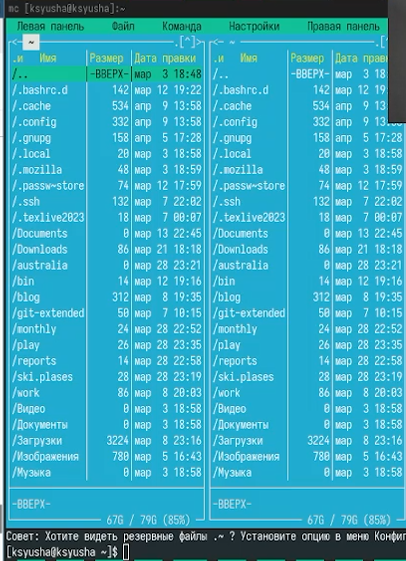 mc [ksyusha@ksyusha]:~
Левая панель Файл Команда Настройки Правая панель
~ .[^] ~ .[
.и Имя Размер Дата правки .и Имя Размер Дата правки
/.. -ВВЕРХ- мар 3 18:48 /.. -ВВЕРХ- мар 3 18
/.bashrc.d 142 мар 12 19:22 /.bashrc.d 142 мар 12 19
/.cache 534 апр 9 13:58 /.cache 534 апр 9 13
/.config 332 апр 9 13:58 /.config 332 апр 9 13:58
/.gnupg 158 апр 5 17:28 /.gnupg 158 апр 5 17:28
/.local 20 мар 3 18:58 /.local 20 мар 3 18:58
/.mozilla 48 мар 3 18:59 /.mozilla 48 мар 3 18:59
/.passw~store 74 мар 12 17:59 /.passw~store 74 мар 12 17:59
/.ssh 132 мар 7 22:02 /.ssh 132 мар 7 22:02
/.texlive2023 18 мар 7 00:07 /.texlive2023 18 мар 7 00:07
/Documents 0 мар 13 22:45 /Documents 0 мар 13 22:45
/Downloads 86 мар 21 18:18 /Downloads 86 мар 21 18:18
/australia 0 мар 28 23:21 /australia 0 мар 28 23:21
/bin 14 мар 12 19:16 /bin 14 мар 12 19:16
/blog 312 мар 8 19:35 /blog 312 мар 8 19:35
/git-extended 50 мар 7 10:15 /git-extended 50 мар 7 10:15
/monthly 24 мар 28 22:52 /monthly 24 мар 28 22:52
/play 26 мар 28 23:35 /play 26 мар 28 23:35
/reports 14 мар 28 22:58 /reports 14 мар 28 22:58
/ski.plases 28 мар 28 23:19 /ski.plases 28 мар 28 23:19
/work 86 мар 8 20:03 /work 86 мар 8 20:03
/Видео 0 мар 3 18:58 /Видео 0 мар 3 18:58
/Документы 0 мар 3 18:58 /Документы 0 мар 3 18:58
/Загрузки 3224 мар 8 23:16 /Загрузки 3224 мар 8 23:16
/Изображения 780 мар 5 16:43 /Изображения 780 мар 5 16:43
/Музыка 0 мар 3 18:58 /Музыка 0 мар 3 18:58
-ВВЕРХ- -ВВЕРХ-
67G / 79G (85%) 67G / 79G (85%)
Совет: Хотите видеть резервные файлы .~ ? Установите опцию в меню Конфиг
[ksyusha@ksyusha ~]$